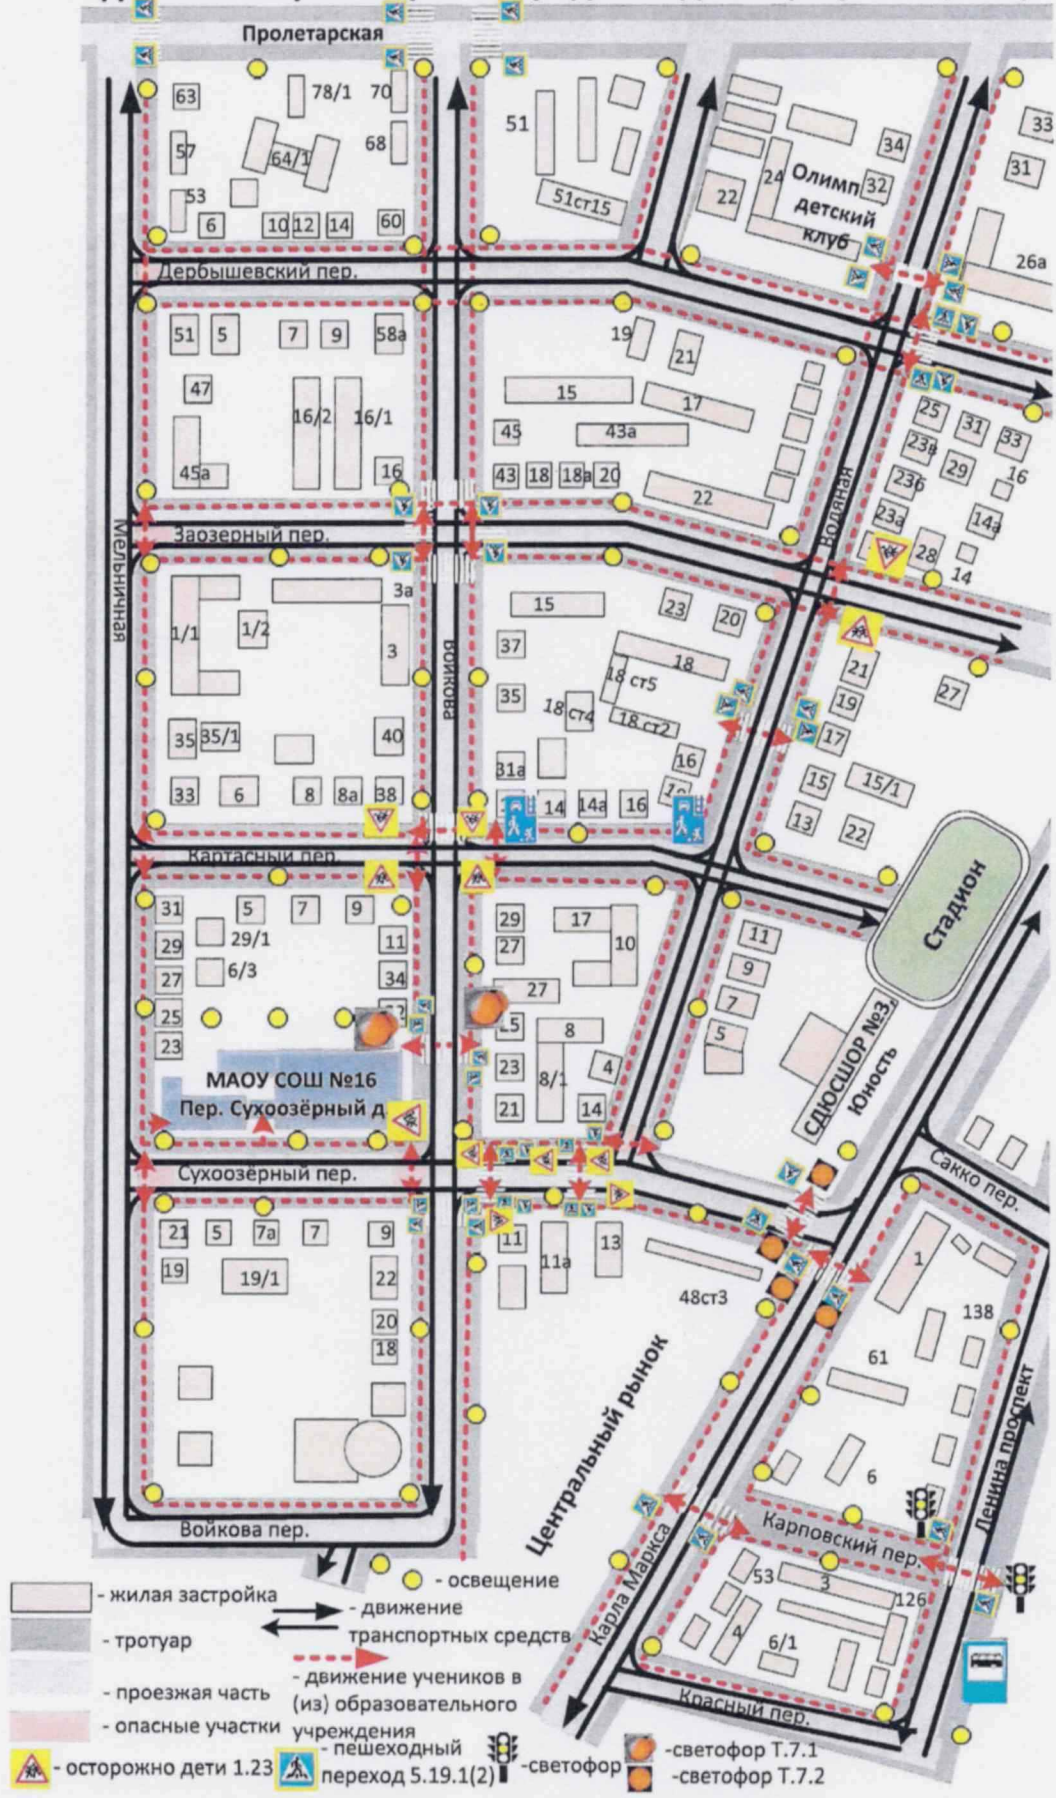 Пролетарская
63
78/1
70
57
64/1
68
53
6
10
12
14
60
51
51ст15
34
33
31
24
22
Олимп
32
детский
клуб
26а
Дербышевский пер.
51
5
7
9
58а
47
16/2
16/1
45а
16
19
21
15
17
45
43а
43
18
18а
20
22
25
31
33
23в
29
16
23б
23а
14а
28
14
Водяная
Мельничная
Заозерный пер.
3а
1/1
1/2
3
35
35/1
40
33
6
8
8а
38
Войкова
15
23
20
37
18
18 ст5
35
18 ст4
18 ст2
31а
16
14
14а
16
21
19
27
17
15
15/1
13
22
Картасный пер.
31
5
7
9
29
29/1
11
27
6/3
34
25
23
МАОУ СОШ №16
Пер. Сухоозёрный д.
29
17
10
27
27
8
23
8/1
4
21
14
11
9
7
5
Стадион
СДЮСШОР №3,
Юность
Сухоозёрный пер.
21
5
7а
7
9
19
19/1
22
20
18
11
11а
13
48ст3
Сакко пер.
1
138
61
6
Центральный рынок
Ленина проспект
Войкова пер.
Карповский пер.
Карла Маркса
53
3
126
4
6/1
Красный пер.
- жилая застройка
- тротуар
- проезжая часть
- опасные участки
- осторожно дети 1.23
- освещение
- движение
транспортных средств
- движение учеников в
(из) образовательного
учреждения
- пешеходный
переход 5.19.1(2)
-светофор
-светофор Т.7.1
-светофор Т.7.2